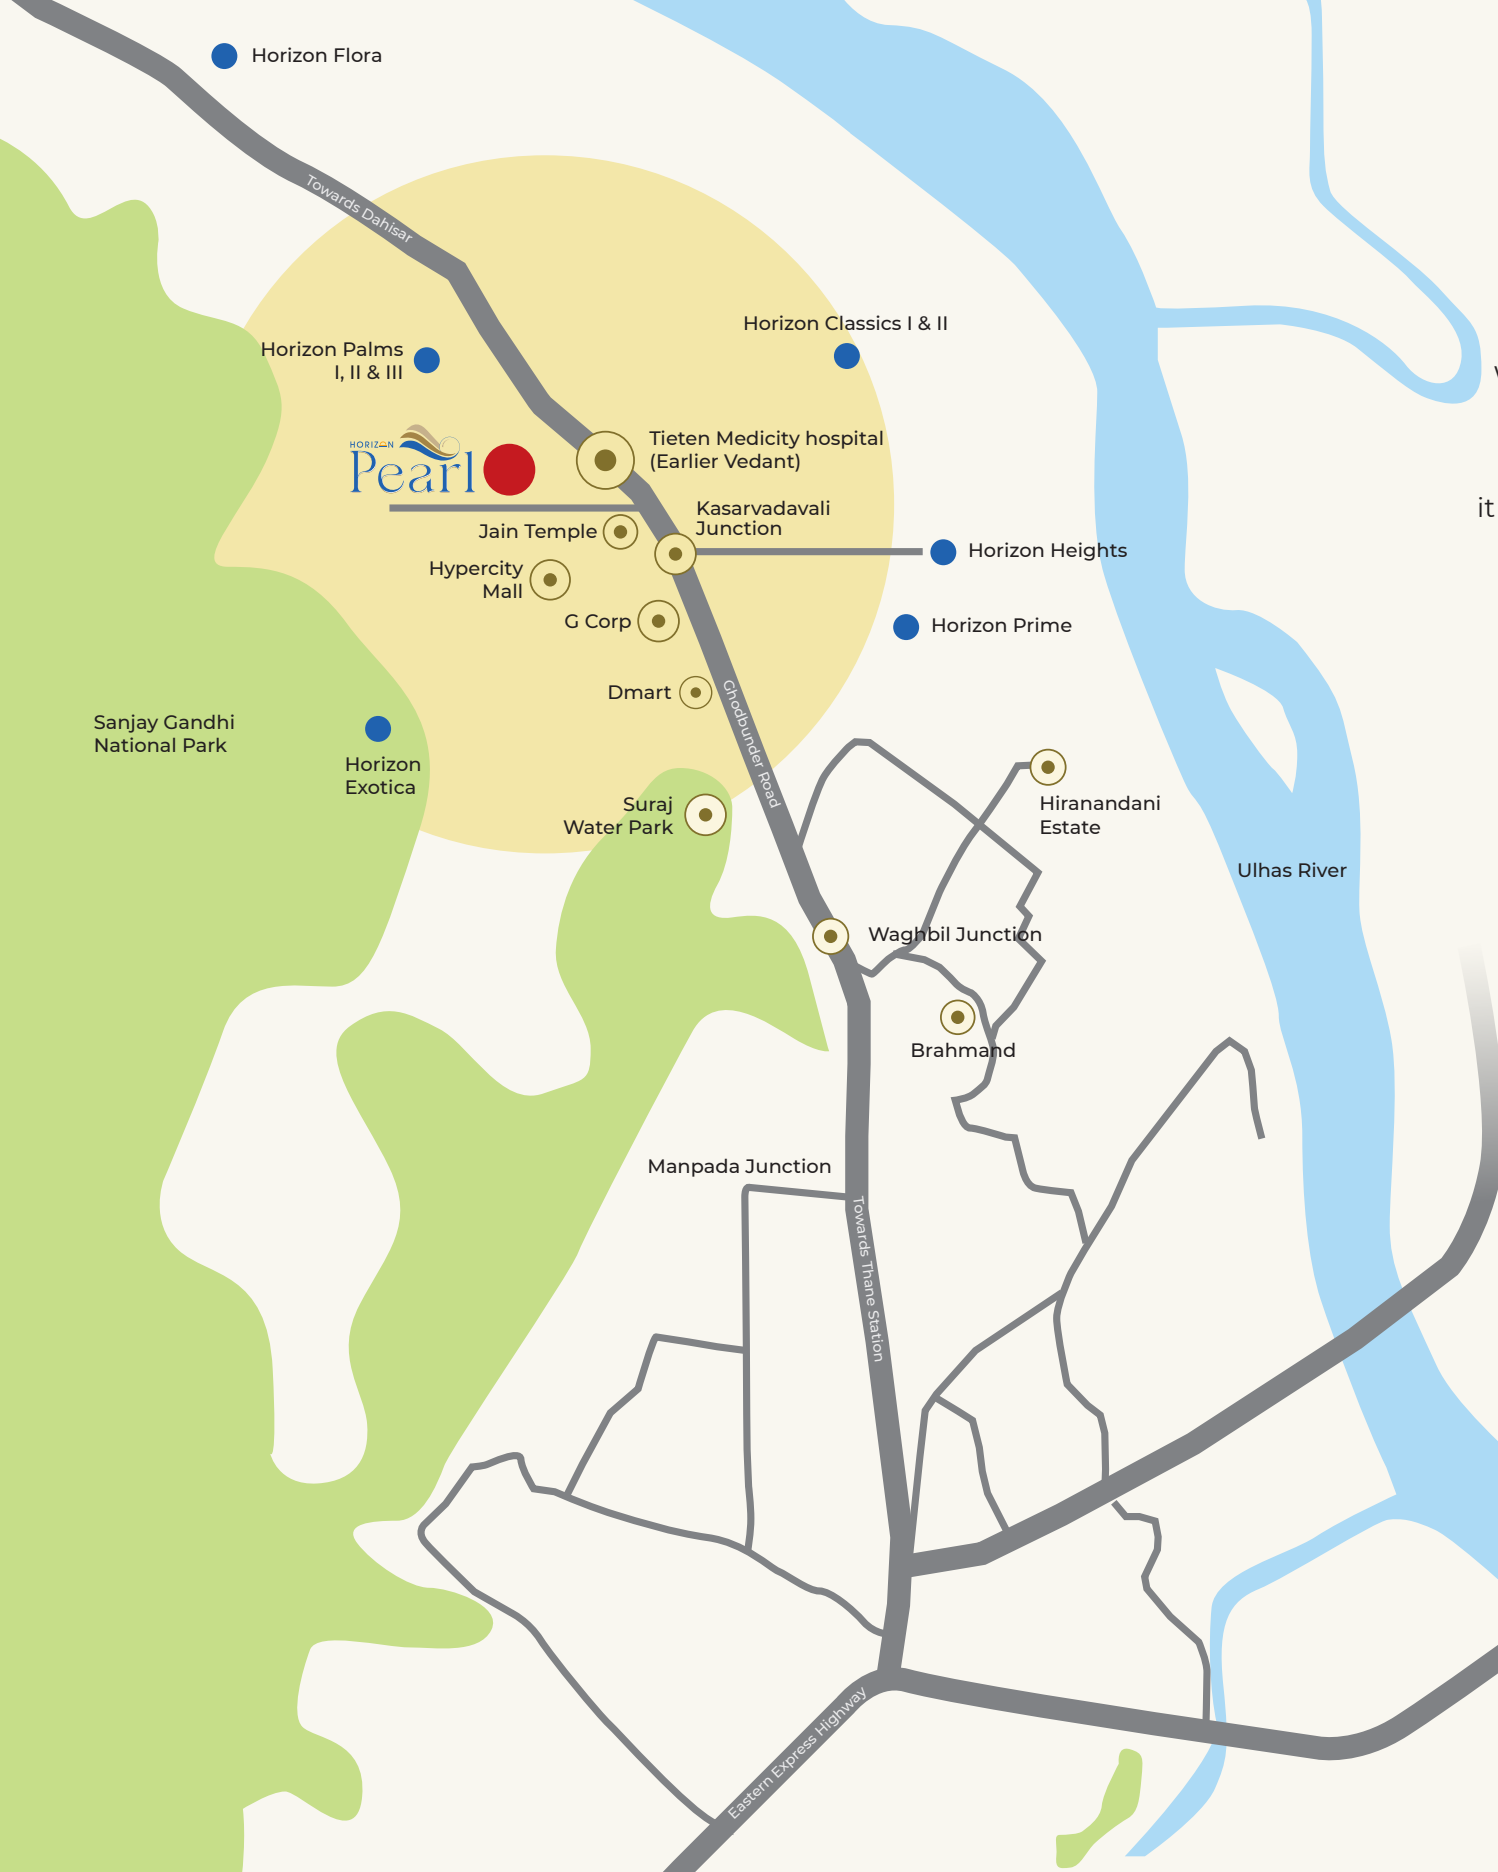 Horizon Flora
Towards Dahisar
Horizon Classics I & II
Horizon Palms
I, II & III
HORIZON
Pearl
Tieten Medicity hospital
(Earlier Vedant)
Kasarvadavali
Junction
Jain Temple
it
Horizon Heights
Hypercity
Mall
G Corp
Horizon Prime
Dmart
Ghodbunder Road
Sanjay Gandhi
National Park
Horizon
Exotica
Suraj
Water Park
Hiranandani
Estate
Ulhas River
Waghbil Junction
Brahmand
Manpada Junction
Towards Thane Station
Eastern Express Highway